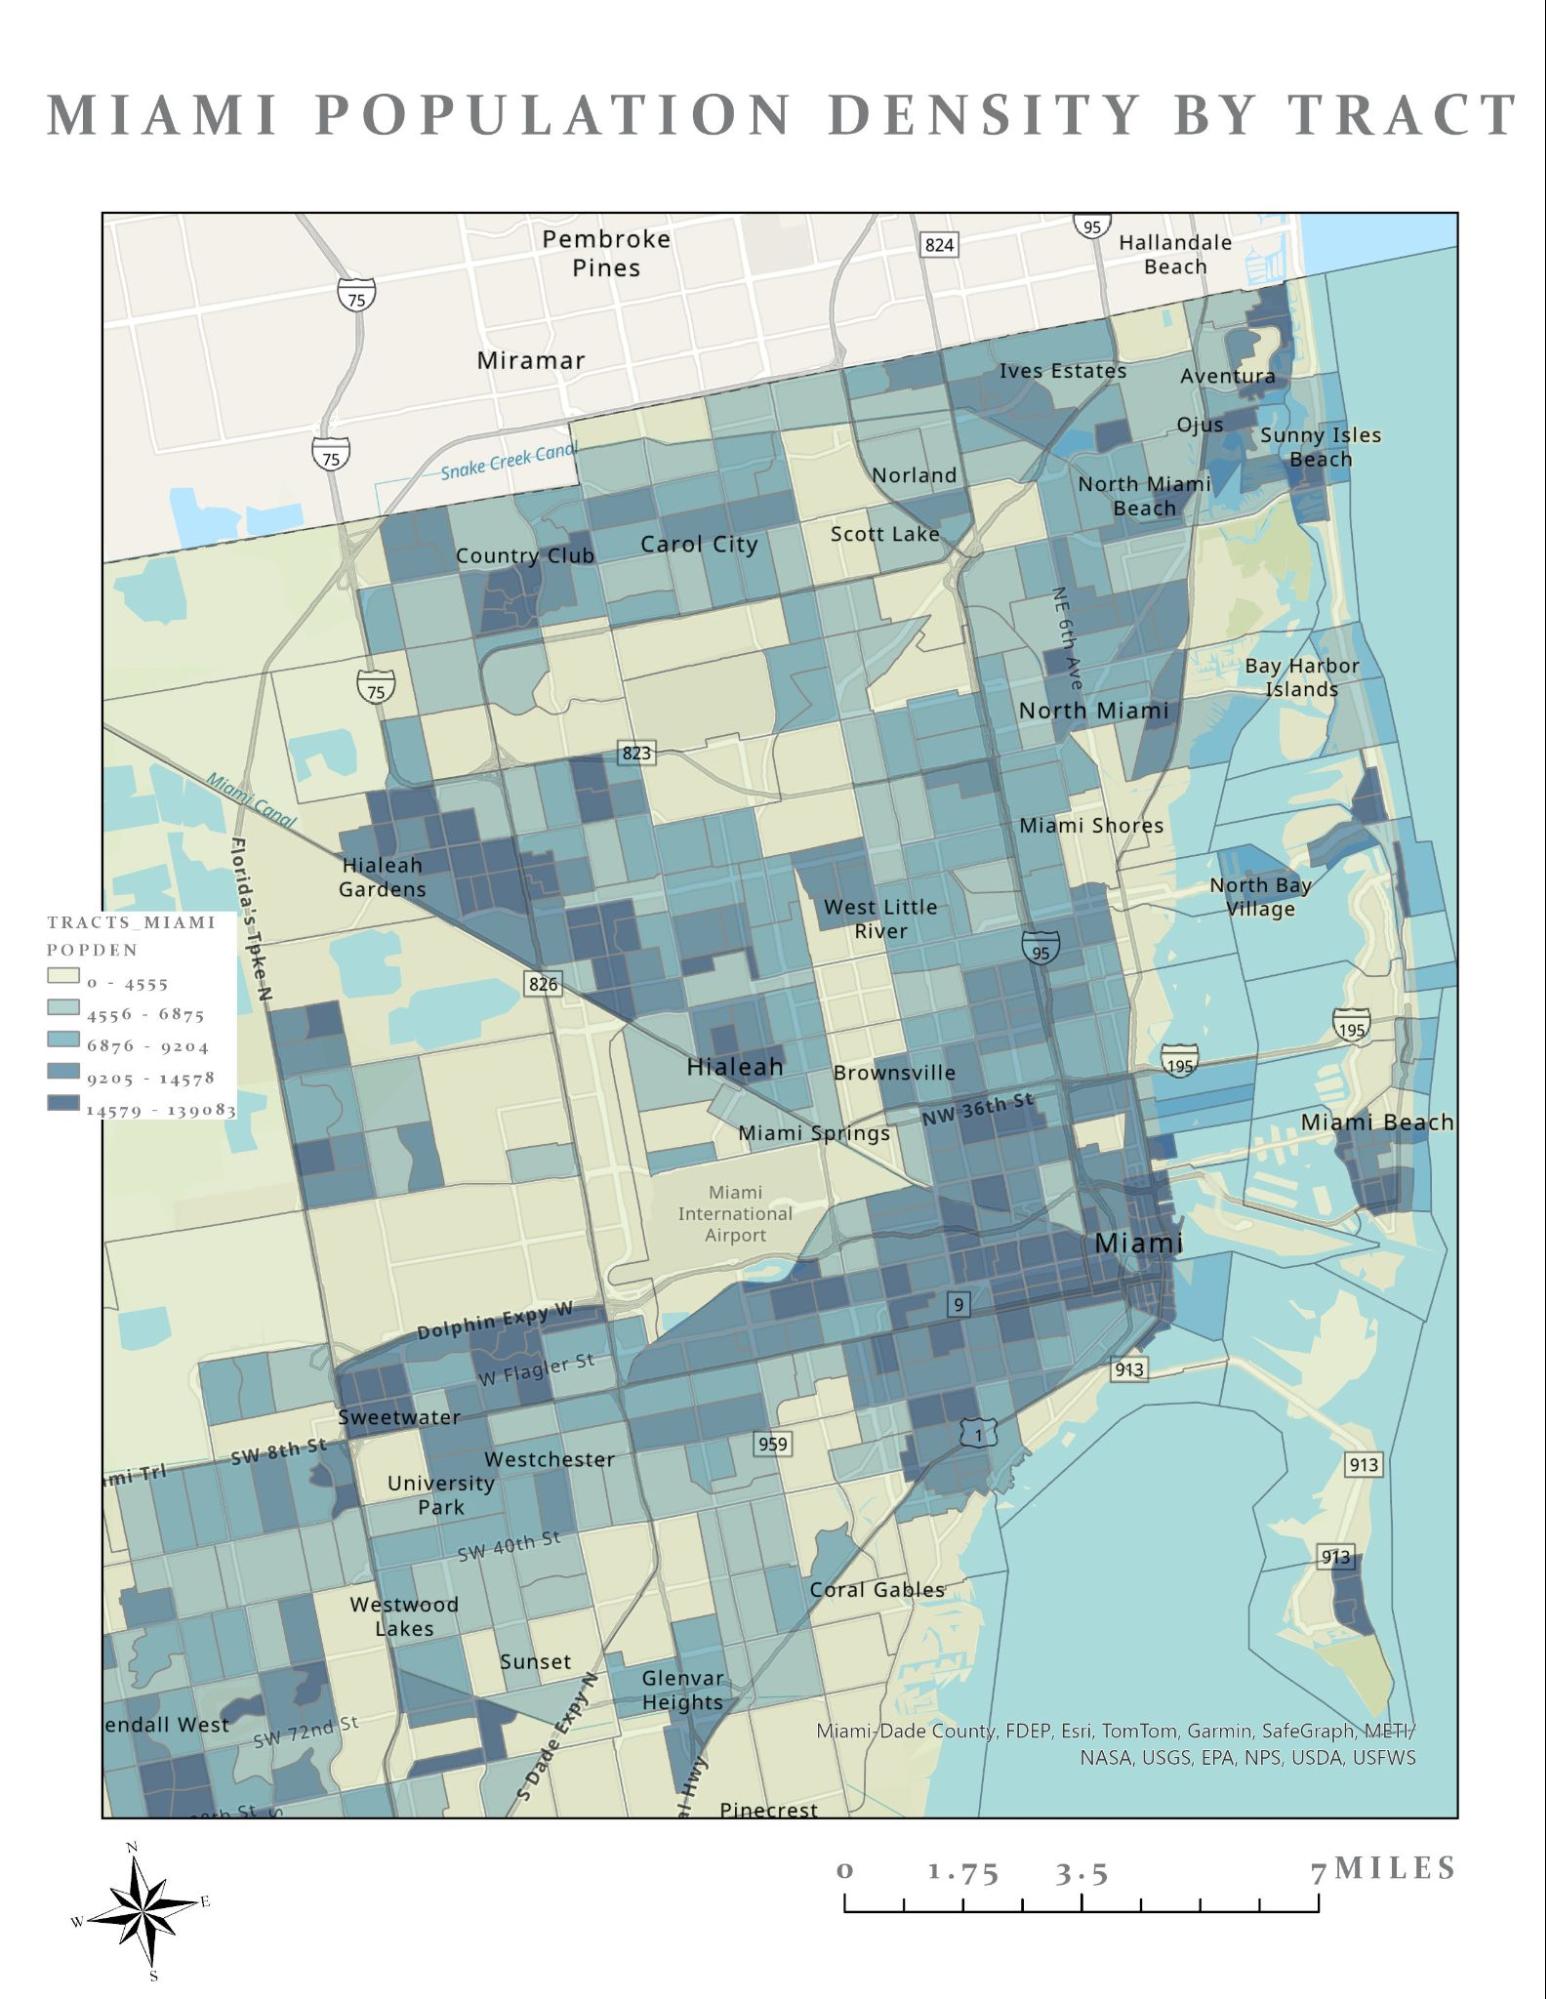 MIAMI POPULATION DENSITY BY TRACT
Pembroke
Pines
824
95
Hallandale
Beach
75
Miramar
Ives Estates
Aventura
Ojus
75
Snake Creek Canal
Sunny Isles
Beach
Norland
North Miami
Beach
Country Club
Carol City
Scott Lake
NE 6th Ave
75
Bay Harbor
Islands
North Miami
823
Miami Canal
Miami Shores
Florida's Tpke N
Hialeah
Gardens
North Bay
Village
West Little
River
95
TRACTS_MIAMI
POPDEN
0 - 4555
4556 - 6875
6876 - 9204
9205 - 14578
14579 - 139083
826
195
195
Hialeah
Brownsville
NW 36th St
Miami Springs
Miami Beach
Miami
International
Airport
Miami
9
Dolphin Expy W
W Flagler St
913
Sweetwater
SW 8th St
959
1
Westchester
913
mi Trl
University
Park
SW 40th St
913
Coral Gables
Westwood
Lakes
Sunset
Glenvar
Heights
endall West
SW 72nd St
S Dade Expy N
Miami-Dade County, FDEP, Esri, TomTom, Garmin, SafeGraph, METI/
NASA, USGS, EPA, NPS, USDA, USFWS
al Hwy
Pinecrest
N
E
W
S
0 1.75 3.5 7 MILES